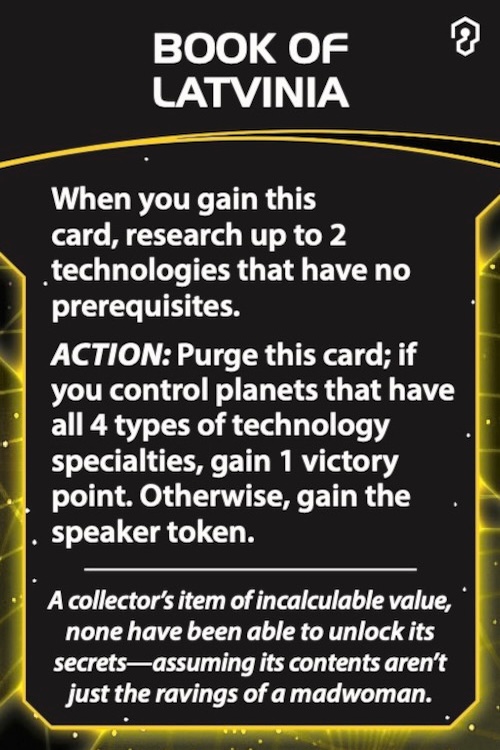 BOOK OF
LATVINIA
When you gain this
card, research up to 2
technologies that have no
prerequisites.
ACTION: Purge this card; if
you control planets that have
all 4 types of technology
specialties, gain 1 victory
point. Otherwise, gain the
speaker token.
A collector's item of incalculable value,
none have been able to unlock its
secrets—assuming its contents aren't
just the ravings of a madwoman.